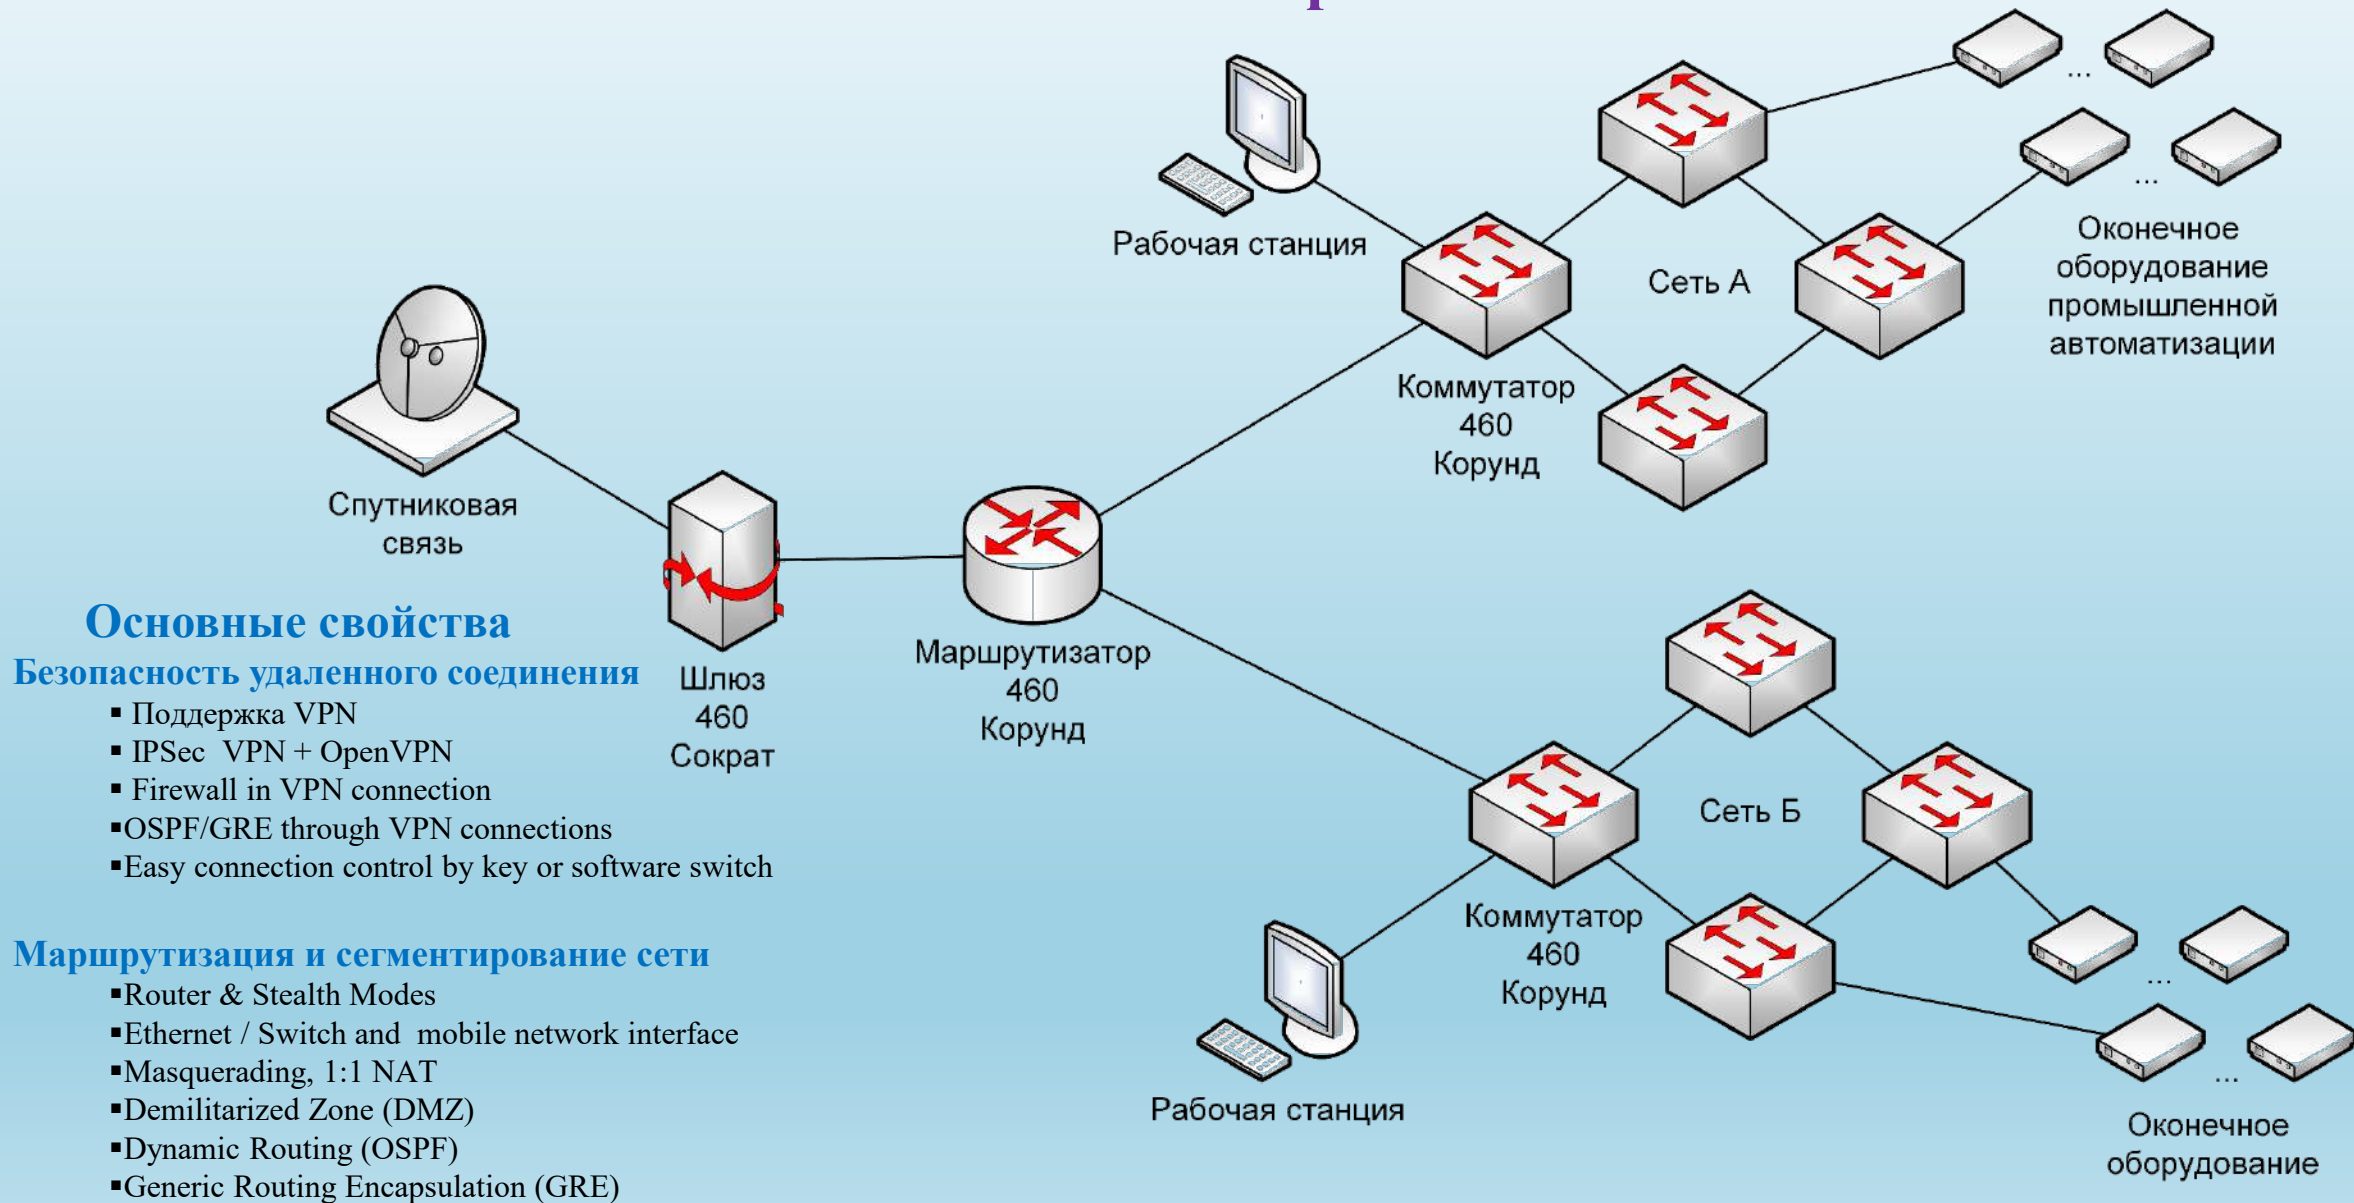 Рабочая станция
Сеть А
Оконечное
оборудование
промышленной
автоматизации
Коммутатор
460
Корунд
Спутниковая
связь
Шлюз
460
Сократ
Маршрутизатор
460
Корунд
Сеть Б
Коммутатор
460
Корунд
Рабочая станция
Оконечное
оборудование
...
...
...
...
Основные свойства
Безопасность удаленного соединения
▪ Поддержка VPN
▪ IPSec VPN + OpenVPN
▪ Firewall in VPN connection
▪OSPF/GRE through VPN connections
▪Easy connection control by key or software switch
Маршрутизация и сегментирование сети
▪Router & Stealth Modes
▪Ethernet / Switch and mobile network interface
▪Masquerading, 1:1 NAT
▪Demilitarized Zone (DMZ)
▪Dynamic Routing (OSPF)
▪Generic Routing Encapsulation (GRE)